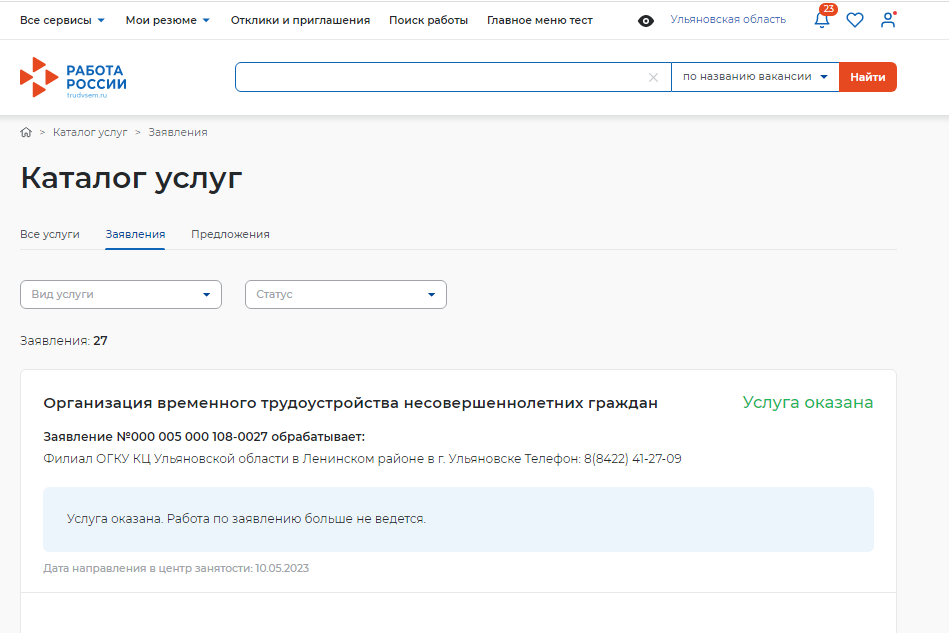 Все сервисы Мои резюме Отклики и приглашения Поиск работы Главное меню тест Ульяновская область 23
РАБОТА
РОССИИ
trudvsem.ru
по названию вакансии Найти
> Каталог услуг > Заявления
Каталог услуг
Все услуги Заявления Предложения
Вид услуги Статус
Заявления: 27
Организация временного трудоустройства несовершеннолетних граждан Услуга оказана
Заявление №000 005 000 108-0027 обрабатывает:
Филиал ОГКУ КЦ Ульяновской области в Ленинском районе в г. Ульяновске Телефон: 8(8422) 41-27-09
Услуга оказана. Работа по заявлению больше не ведется.
Дата направления в центр занятости: 10.05.2023